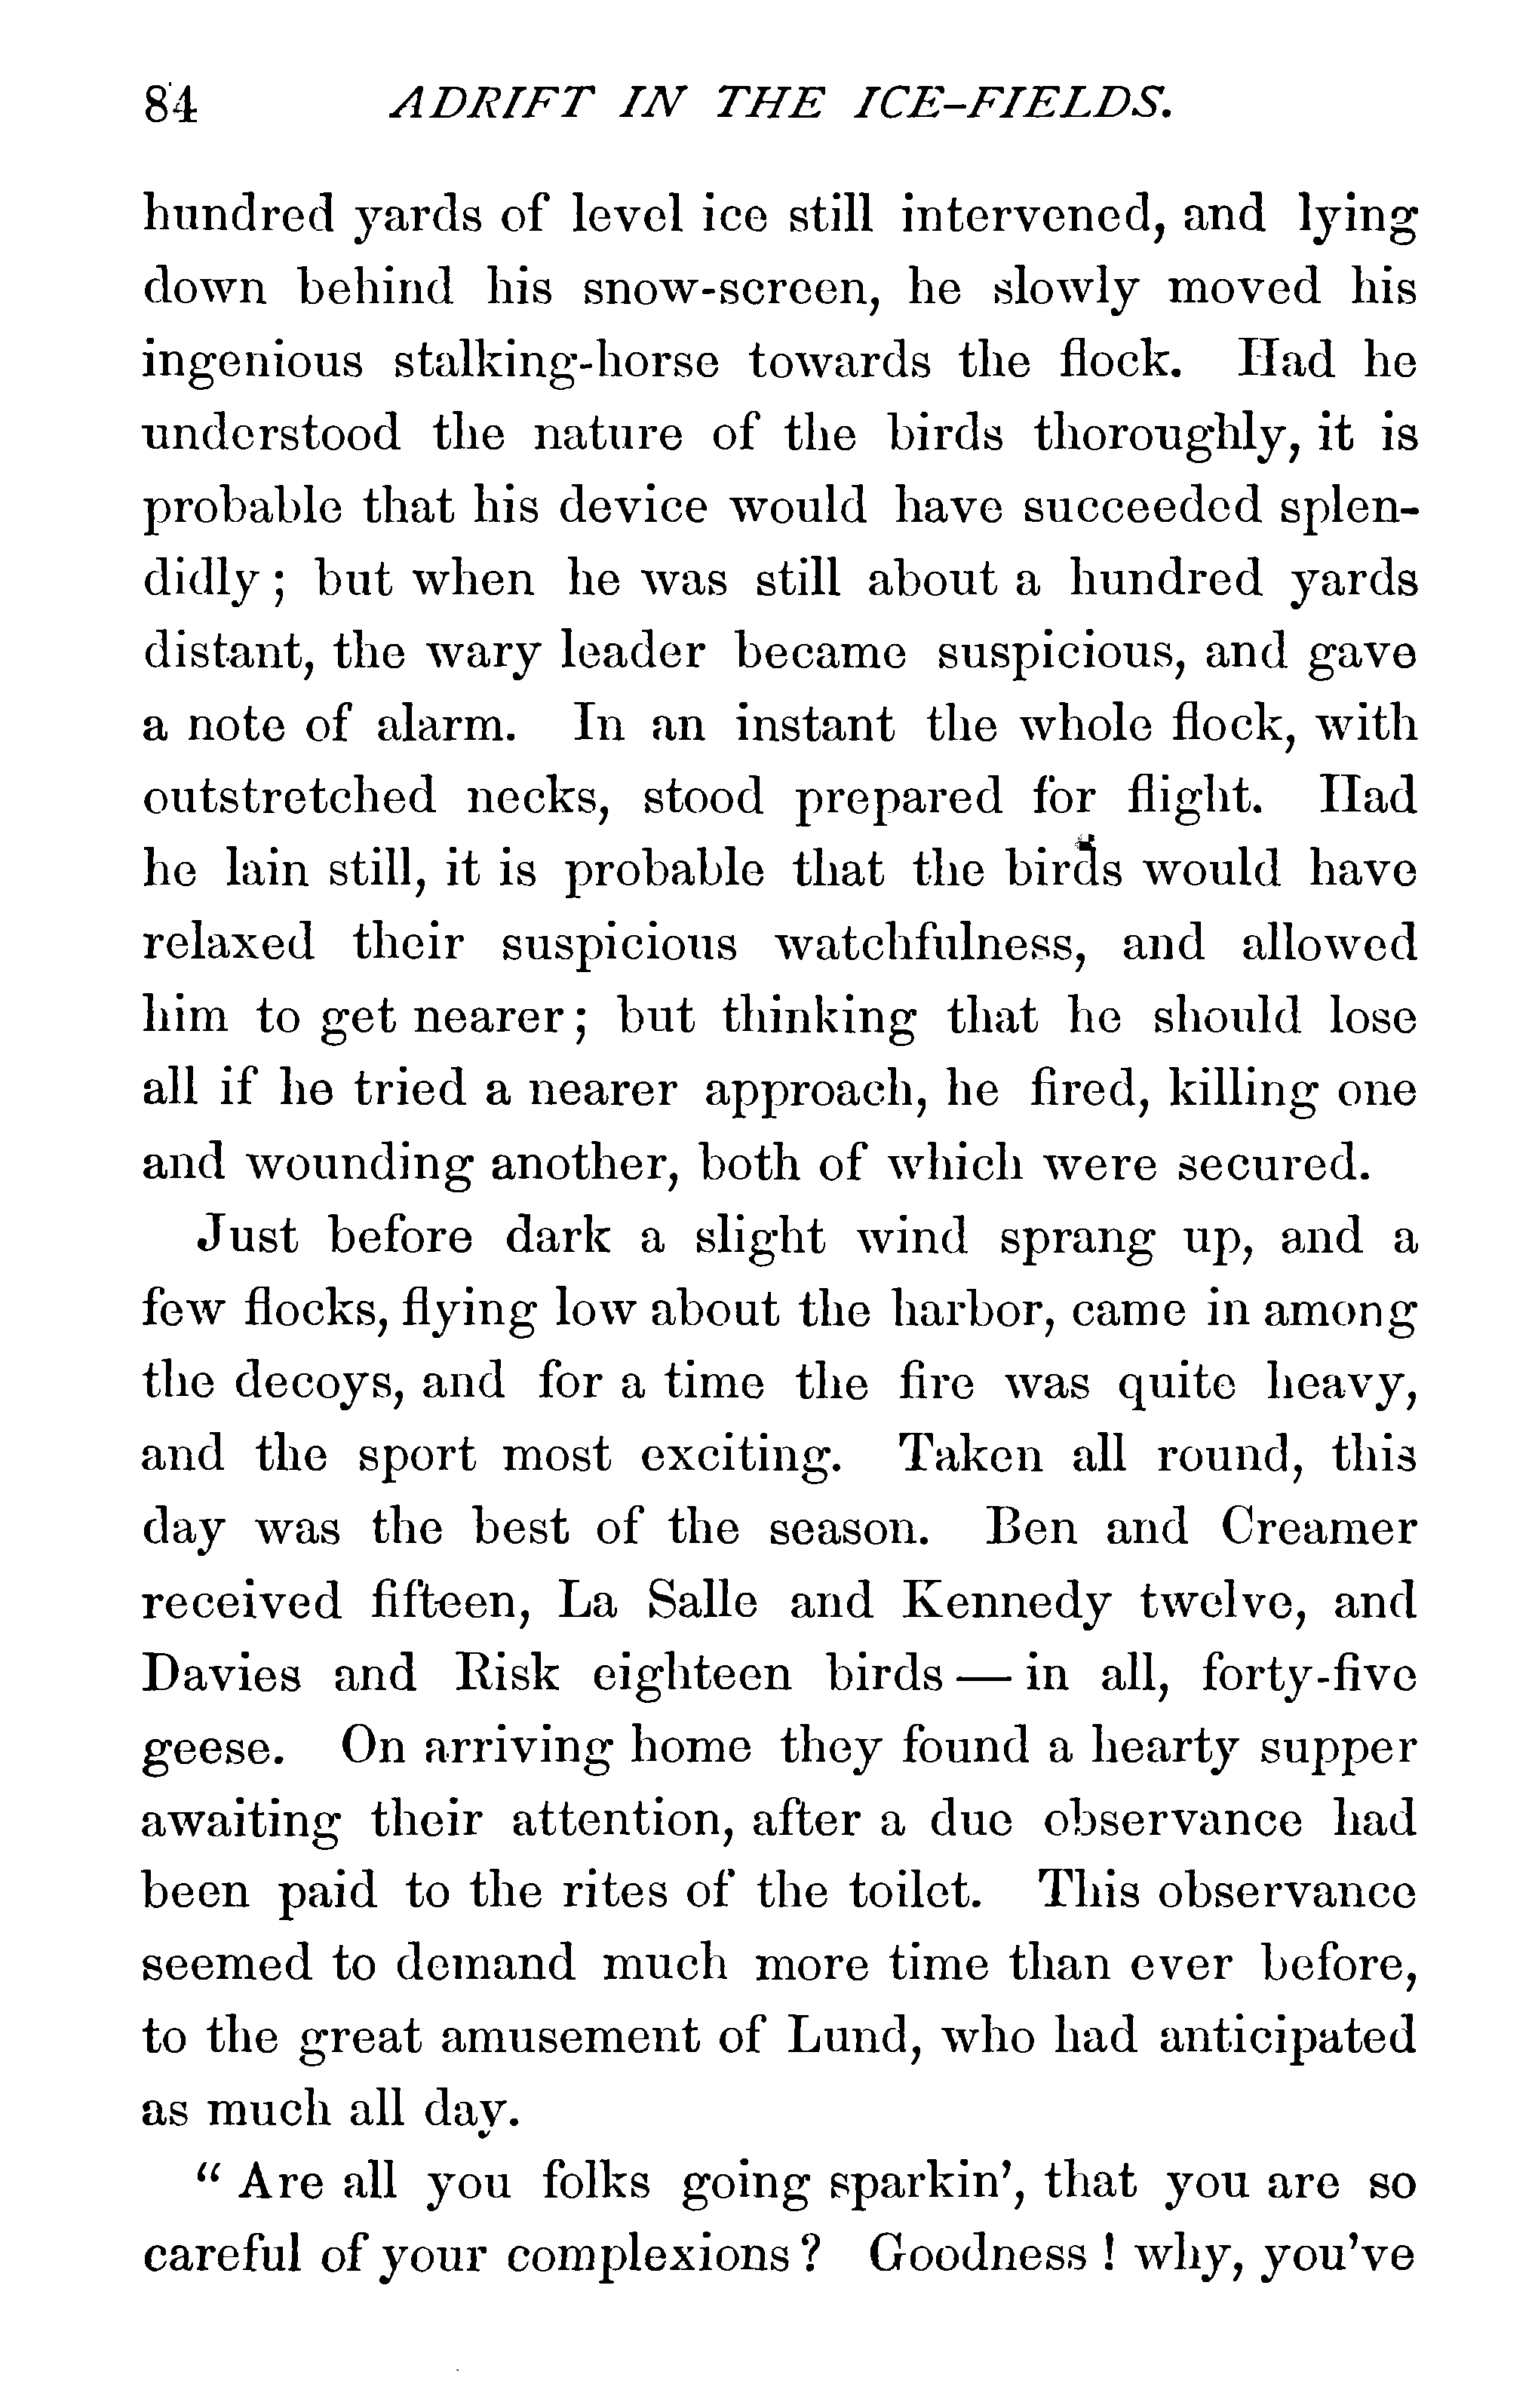 84 ADRIFT IN THE ICE-FIELDS.
hundred yards of level ice still intervened, and lying
down behind his snow-screen, he slowly moved his
ingenious stalking-horse towards the flock. Had he
understood the nature of the birds thoroughly, it is
probable that his device would have succeeded splen-
didly; but when he was still about a hundred yards
distant, the wary leader became suspicious, and gave
a note of alarm. In an instant the whole flock, with
outstretched necks, stood prepared for flight. Had
he lain still, it is probable that the birds would have
relaxed their suspicious watchfulness, and allowed
him to get nearer; but thinking that he should lose
all if he tried a nearer approach, he fired, killing one
and wounding another, both of which were secured.
Just before dark a slight wind sprang up, and a
few flocks, flying low about the harbor, came in among
the decoys, and for a time the fire was quite heavy,
and the sport most exciting. Taken all round, this
day was the best of the season. Ben and Creamer
received fifteen, La Salle and Kennedy twelve, and
Davies and Risk eighteen birds — in all, forty-five
geese. On arriving home they found a hearty supper
awaiting their attention, after a due observance had
been paid to the rites of the toilet. This observance
seemed to demand much more time than ever before,
to the great amusement of Lund, who had anticipated
as much all day.
"Are all you folks going sparkin', that you are so
careful of your complexions? Goodness! why, you've